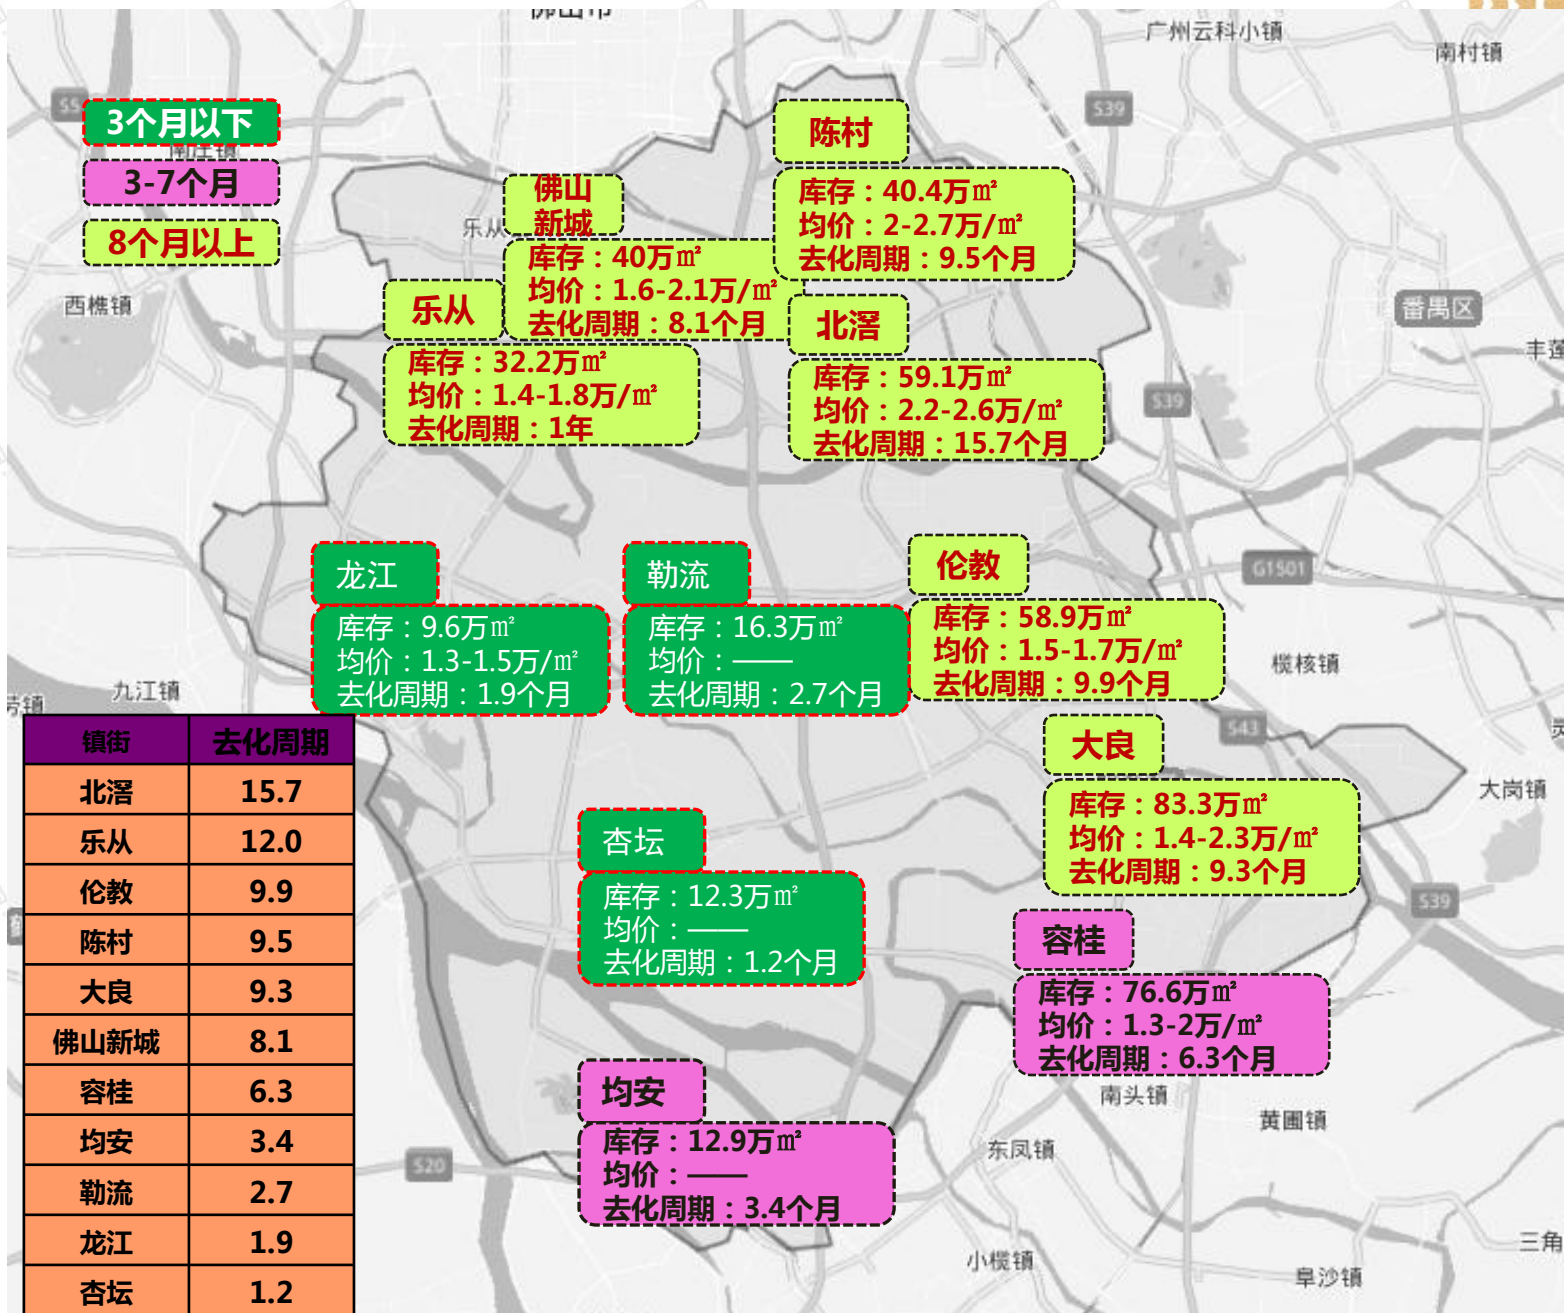 广州云科小镇
南村镇
S39
3个月以下
3-7个月
8个月以上
陈村
库存：40.4万㎡
均价：2-2.7万/㎡
去化周期：9.5个月
佛山
新城
库存：40万㎡
均价：1.6-2.1万/㎡
去化周期：8.1个月
乐从
西樵镇
乐从
库存：32.2万㎡
均价：1.4-1.8万/㎡
去化周期：1年
北滘
库存：59.1万㎡
均价：2.2-2.6万/㎡
去化周期：15.7个月
番禺区
S39
龙江
库存：9.6万㎡
均价：1.3-1.5万/㎡
去化周期：1.9个月
勒流
库存：16.3万㎡
均价：——
去化周期：2.7个月
伦教
库存：58.9万㎡
均价：1.5-1.7万/㎡
去化周期：9.9个月
G1501
榄核镇
九江镇
S43
大良
库存：83.3万㎡
均价：1.4-2.3万/㎡
去化周期：9.3个月
大岗镇
S39
杏坛
库存：12.3万㎡
均价：——
去化周期：1.2个月
容桂
库存：76.6万㎡
均价：1.3-2万/㎡
去化周期：6.3个月
均安
库存：12.9万㎡
均价：——
去化周期：3.4个月
南头镇
黄圃镇
东凤镇
S20
小榄镇
阜沙镇
三角
镇街 去化周期
北滘 15.7
乐从 12.0
伦教 9.9
陈村 9.5
大良 9.3
佛山新城 8.1
容桂 6.3
均安 3.4
勒流 2.7
龙江 1.9
杏坛 1.2